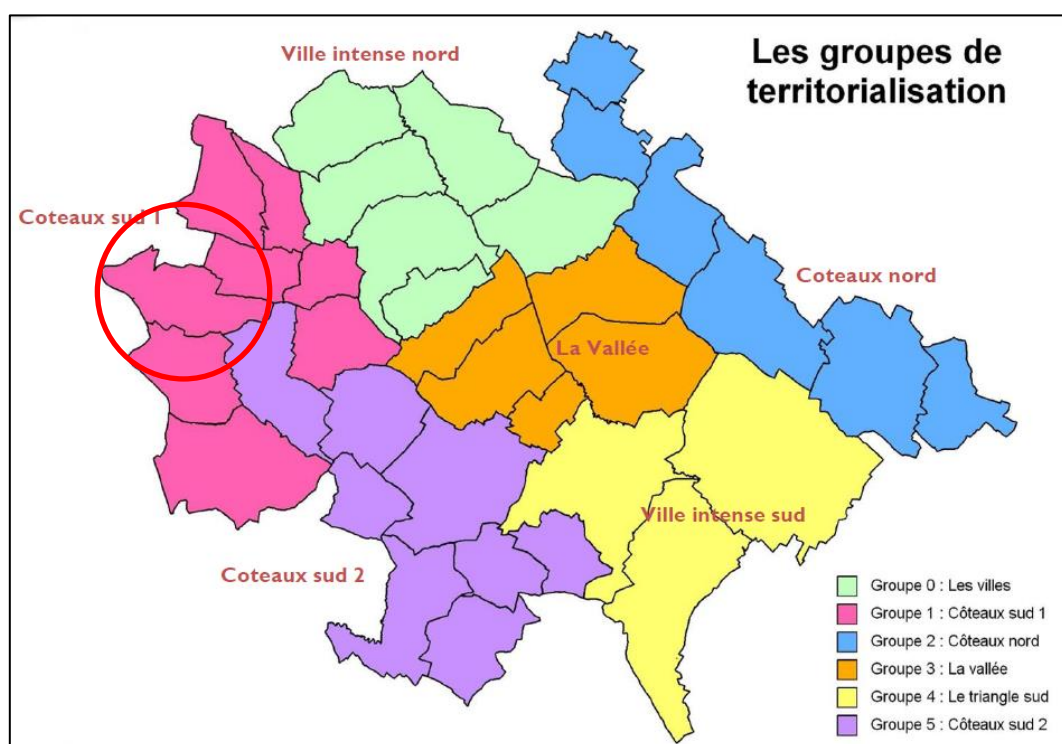 Les groupes de
territorialisation
Ville intense nord
Coteaux sud 1
Coteaux nord
La Vallée
Ville intense sud
Coteaux sud 2
Groupe 0 : Les villes
Groupe 1 : Côteaux sud 1
Groupe 2 : Côteaux nord
Groupe 3 : La vallée
Groupe 4 : Le triangle sud
Groupe 5 : Côteaux sud 2